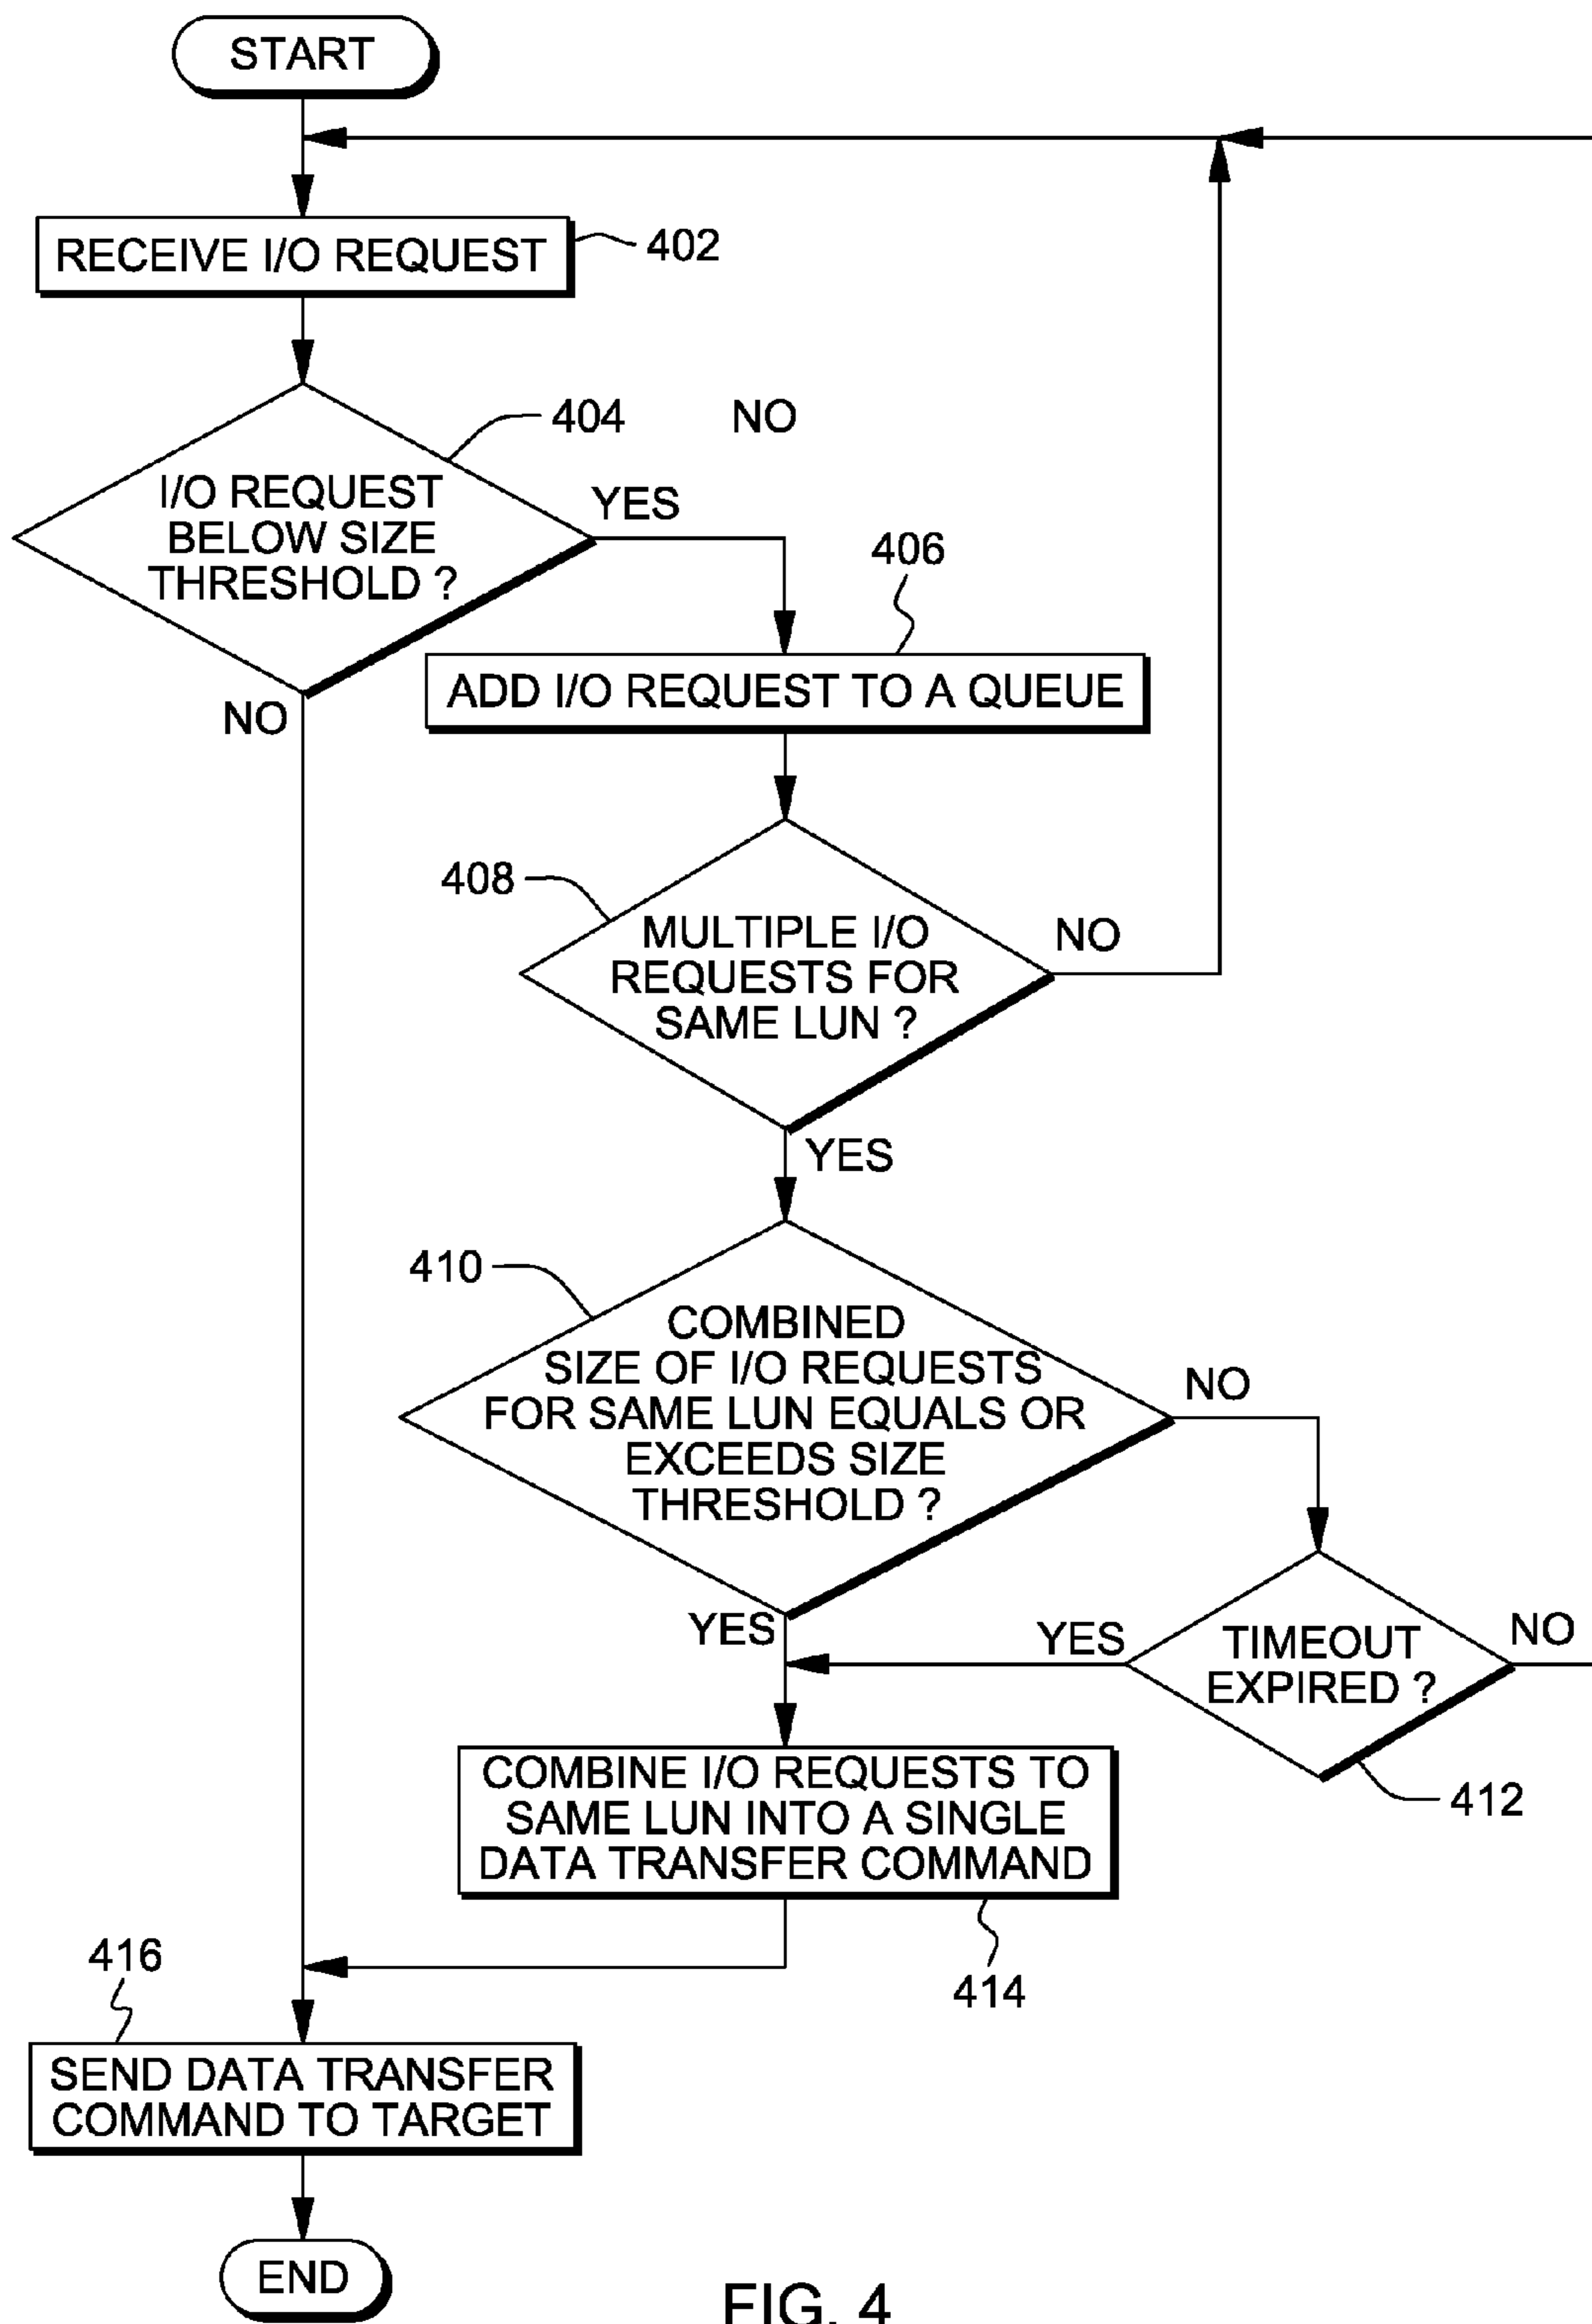 START
RECEIVE I/O REQUEST
402
404
NO
I/O REQUEST
BELOW SIZE
THRESHOLD ?
YES
NO
406
ADD I/O REQUEST TO A QUEUE
408
MULTIPLE I/O
REQUESTS FOR
SAME LUN ?
NO
YES
410
COMBINED
SIZE OF I/O REQUESTS
FOR SAME LUN EQUALS OR
EXCEEDS SIZE
THRESHOLD ?
NO
YES
YES
TIMEOUT
EXPIRED ?
NO
412
COMBINE I/O REQUESTS TO
SAME LUN INTO A SINGLE
DATA TRANSFER COMMAND
414
416
SEND DATA TRANSFER
COMMAND TO TARGET
END
FIG. 4